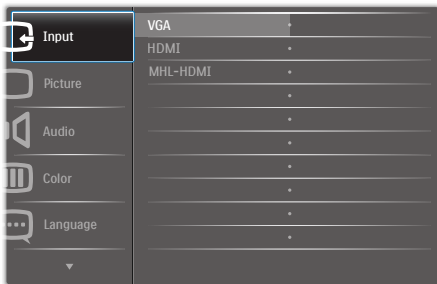 Input
VGA
HDMI
MHL-HDMI
Picture
Audio
Color
Language